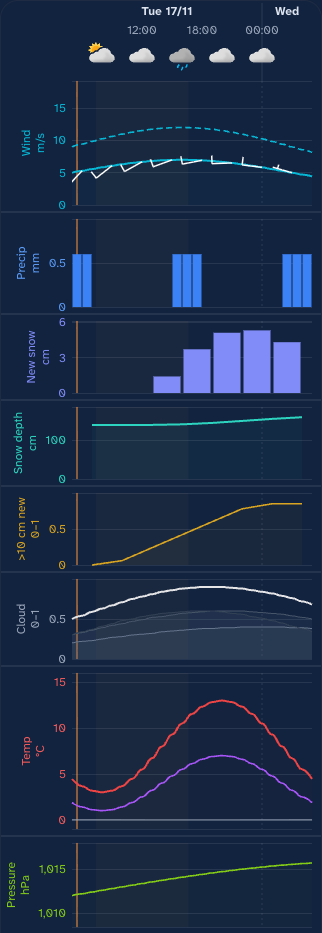 Tue 17/11
Wed
12:00
18:00
00:00
Wind
m/s
15
10
5
0
Precip
mm
0.5
0
New snow
cm
6
3
0
Snow depth
cm
100
0
>10 cm new
0–1
0.5
0
Cloud
0–1
0.5
0
Temp
°C
15
10
5
0
Pressure
hPa
1,015
1,010